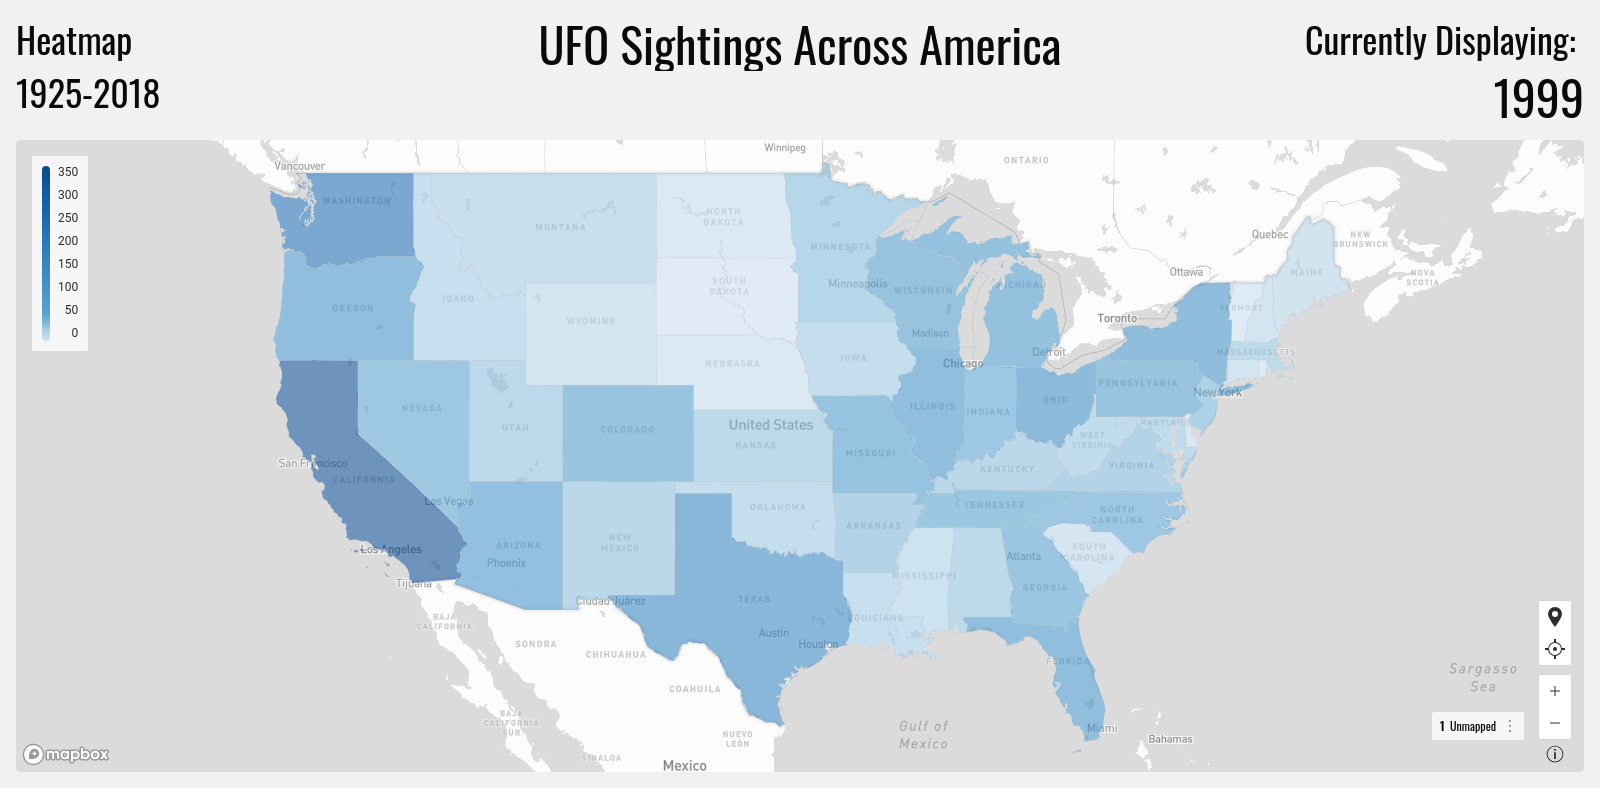 Heatmap
1925-2018
UFO Sightings Across America
Currently Displaying:
1999
350
300
250
200
150
100
50
0
Vancouver
Winnipeg
ONTARIO
WASHINGTON
MONTANA
NORTH
DAKOTA
MINNESOTA
Quebec
NEW
BRUNSWICK
Ottawa
MAINE
NOVA
SCOTIA
OREGON
IDAHO
SOUTH
DAKOTA
Minneapolis
WISCONSIN
MICHIGAN
WYOMING
Toronto
VERMONT
Madison
Detroit
MASSACHUSETTS
NEBRASKA
IOWA
Chicago
PENNSYLVANIA
New York
NEVADA
UTAH
COLORADO
United States
KANSAS
ILLINOIS
INDIANA
OHIO
MARYLAND
WEST
VIRGINIA
MISSOURI
San Francisco
CALIFORNIA
KENTUCKY
VIRGINIA
Las Vegas
OKLAHOMA
TENNESSEE
NORTH
CAROLINA
ARIZONA
NEW
MEXICO
ARKANSAS
Los Angeles
Phoenix
Atlanta
SOUTH
CAROLINA
Tijuana
MISSISSIPPI
GEORGIA
Ciudad Juárez
TEXAS
LOUISIANA
BAJA
CALIFORNIA
SONORA
CHIHUAHUA
Austin
Houston
FLORIDA
COAHUILA
Sargasso
Sea
BAJA
CALIFORNIA
SUR
NUEVO
LEÓN
Gulf of
Mexico
Miami
Bahamas
1 Unmapped
SINALOA
Mexico
mapbox